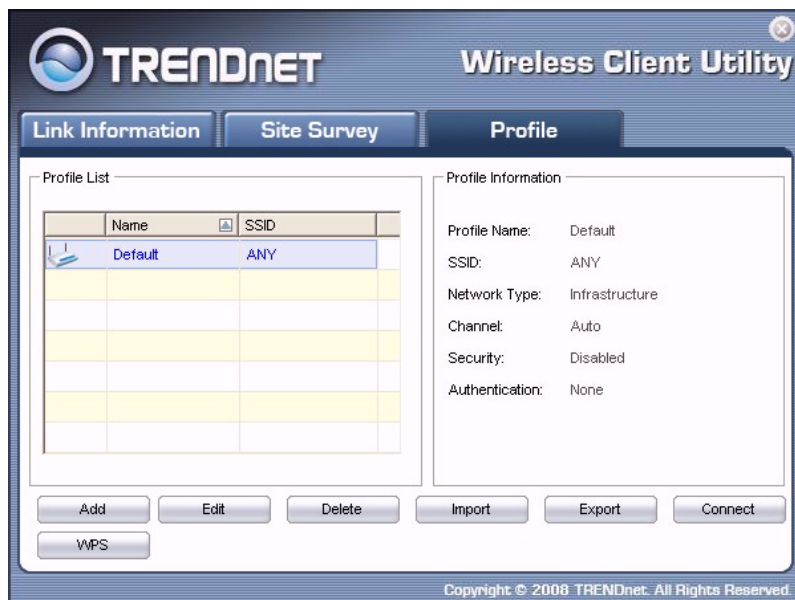 TRENDNET
Wireless Client Utility
Link Information
Site Survey
Profile
Profile List
Name SSID
Default ANY
Profile Information
Profile Name: Default
SSID: ANY
Network Type: Infrastructure
Channel: Auto
Security: Disabled
Authentication: None
Add Edit Delete Import Export Connect
WPS
Copyright © 2008 TRENDnet. All Rights Reserved.